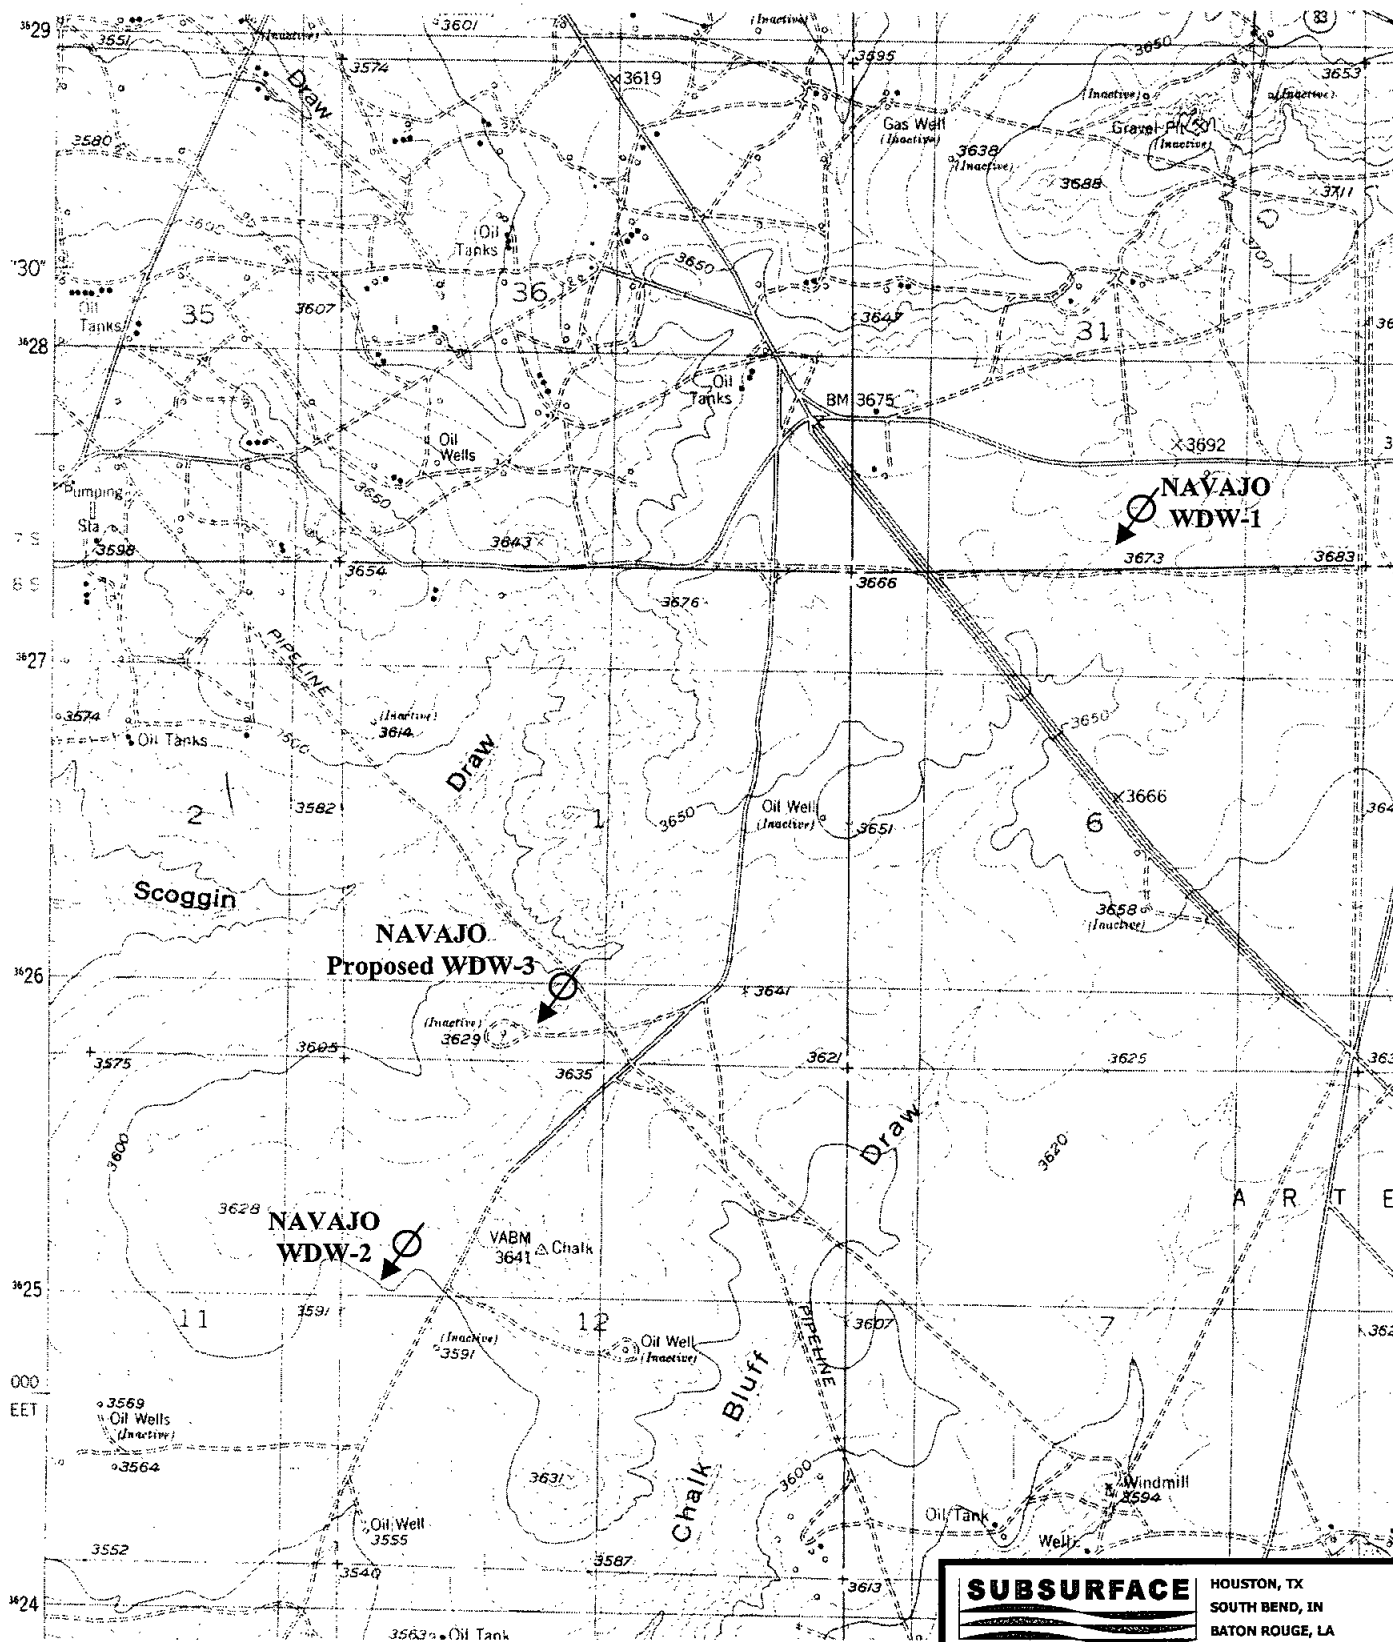 3629
3551
(Inactive)
3574
Draw
3601
3619
(Inactive)
3595
83
3650
3653
(Inactive)
(Inactive)
Gas Well
(Inactive)
3638
(Inactive)
Gravel Pit
(Inactive)
3688
3711
3580
3600
Oil
Tanks
3650
3700
'30"
Oil
Tanks
35
3607
36
3647
31
3628
Oil
Tanks
BM 3675
3692
Oil
Wells
Pumping
Sta
3650
3598
3643
NAVAJO
WDW-1
7 S
8 S
3654
3676
3666
3673
3683
3627
PIPELINE
3574
Oil Tanks
(Inactive)
3614
Draw
3650
2
3582
1
3650
Oil Well
(Inactive)
3651
3666
6
Scoggin
3658
(Inactive)
NAVAJO
Proposed WDW-3
3626
3641
(Inactive)
3629
3575
3605
3635
3621
3625
Draw
3620
3600
3628
NAVAJO
WDW-2
VABM
3641
Chalk
A R T E
3625
11
3591
12
3607
7
PIPELINE
(Inactive)
3591
Oil Well
(Inactive)
000
EET
3569
Oil Wells
(Inactive)
3564
Chalk Bluff
3631
3600
Windmill
3594
Oil Well
3555
Oil Tank
Well
3552
3540
3587
3613
3624
3563
Oil Tank
SUBSURFACE
HOUSTON, TX
SOUTH BEND, IN
BATON ROUGE, LA